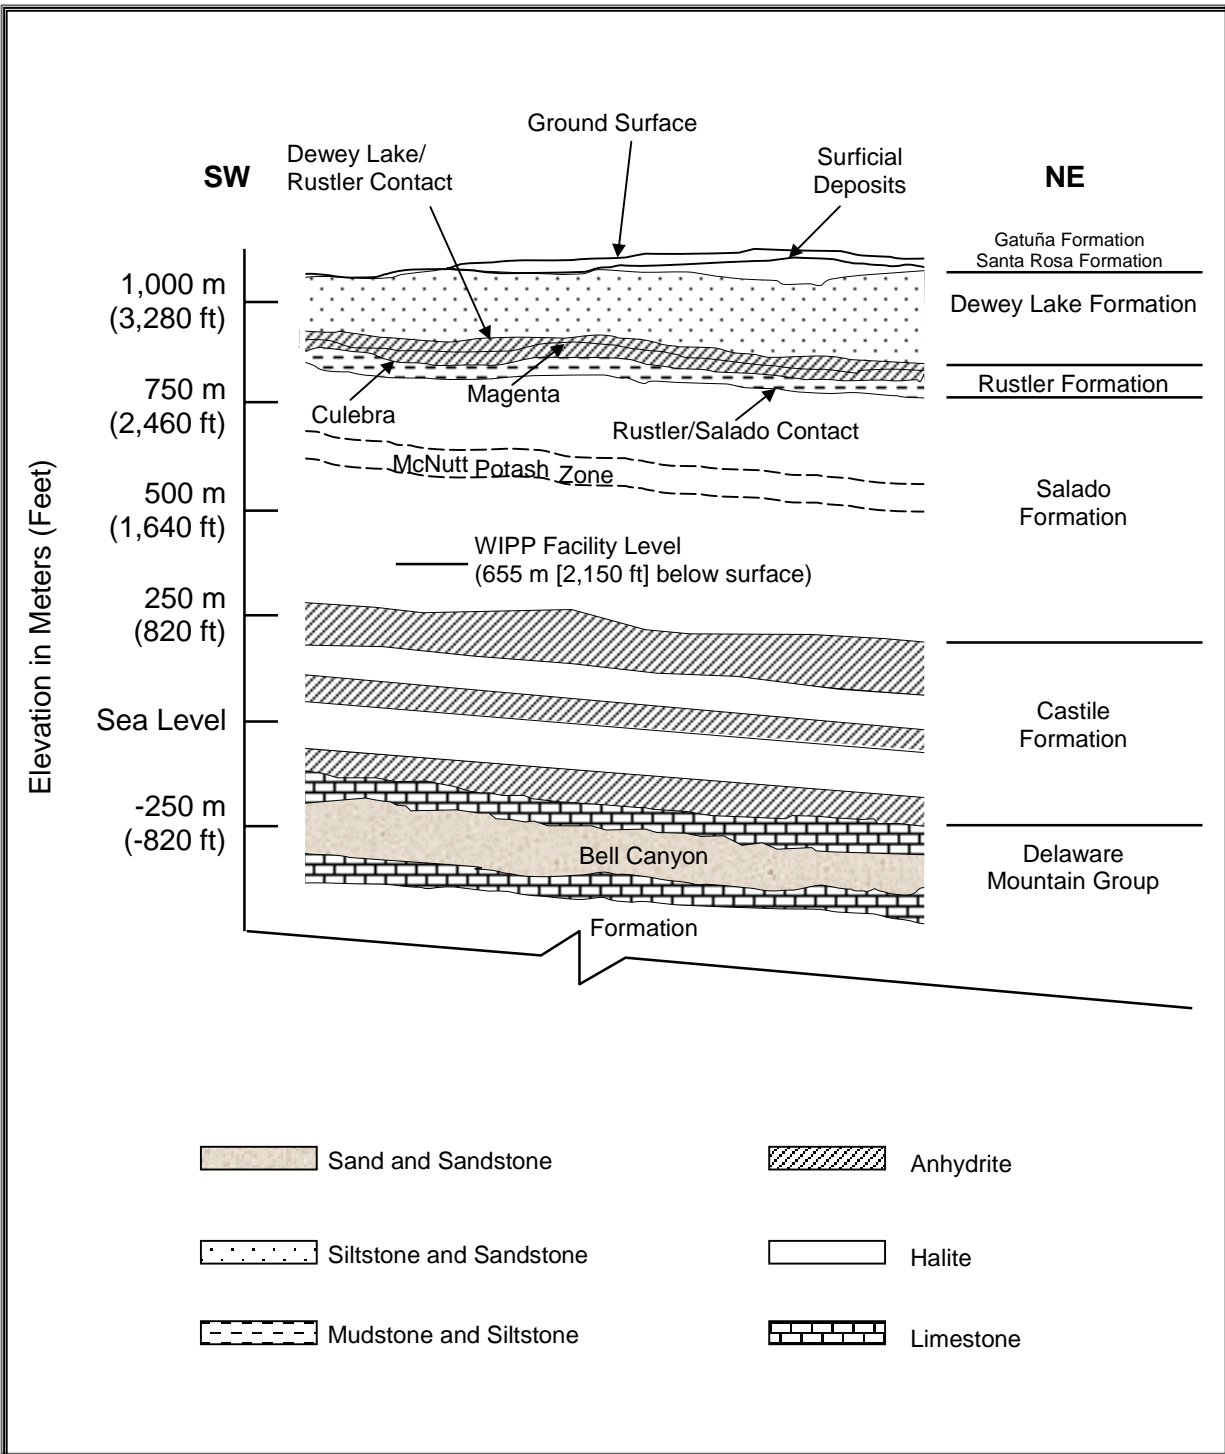 Ground Surface
Dewey Lake/
Rustler Contact
Surficial
Deposits
SW
NE
Gatuña Formation
Santa Rosa Formation
1,000 m
(3,280 ft)
Dewey Lake Formation
Rustler Formation
750 m
(2,460 ft)
Culebra
Magenta
Rustler/Salado Contact
McNutt Potash Zone
Elevation in Meters (Feet)
500 m
(1,640 ft)
Salado
Formation
WIPP Facility Level
(655 m [2,150 ft] below surface)
250 m
(820 ft)
Sea Level
Castile
Formation
-250 m
(-820 ft)
Bell Canyon
Formation
Delaware
Mountain Group
Sand and Sandstone
Anhydrite
Siltstone and Sandstone
Halite
Mudstone and Siltstone
Limestone